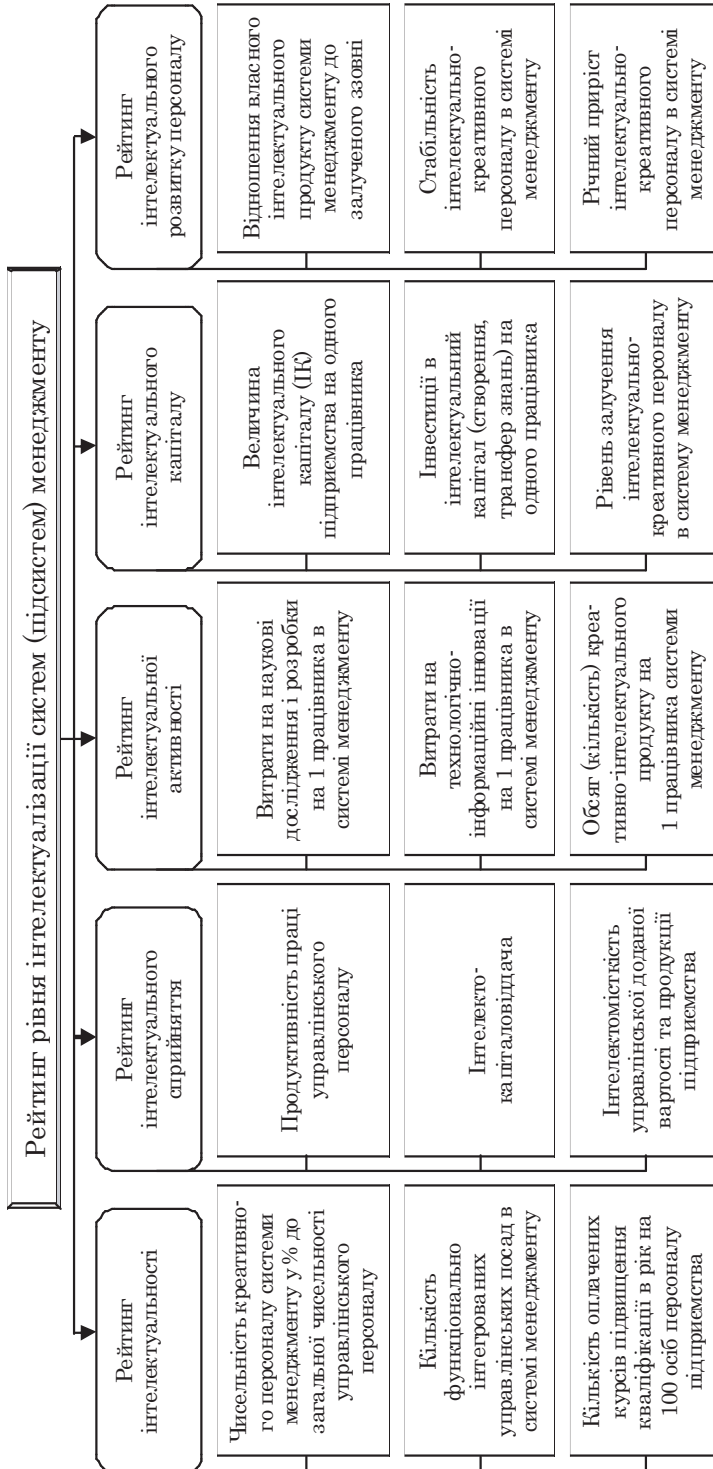 Рейтинг рівня інтелектуалізації систем (підсистем) менеджменту
Рейтинг
інтелектуальності
Чисельність креативно-
го персоналу системи
менеджменту у % до
загальної чисельності
управлінського
персоналу
Кількість
функціонально
інтегрованих
управлінських посад в
системі менеджменту
Кількість оплачених
курсів підвищення
кваліфікації в рік на
100 осіб персоналу
підприємства
Рейтинг
інтелектуального
сприйняття
Продуктивність праці
управлінського
персоналу
Інтелекто-
капіталовіддача
Інтелектомісткість
управлінської доданої
вартості та продукції
підприємства
Рейтинг
інтелектуальної
активності
Витрати на наукові
дослідження і розробки
на 1 працівника в
системі менеджменту
Витрати на
технологічно-
інформаційні інновації
на 1 працівника в
системі менеджменту
Обсяг (кількість) креа-
тивно-інтелектуального
продукту на
1 працівника системи
менеджменту
Рейтинг
інтелектуального
капіталу
Величина
інтелектуального
капіталу (ІК)
підприємства на одного
працівника
Інвестиції в
інтелектуальний
капітал (створення,
трансфер знань) на
одного працівника
Рівень залучення
інтелектуально-
креативного персоналу
в систему менеджменту
Рейтинг
інтелектуального
розвитку персоналу
Відношення власного
інтелектуального
продукту системи
менеджменту до
залученого ззовні
Стабільність
інтелектуально-
креативного
персоналу в системі
менеджменту
Річний приріст
інтелектуально-
креативного
персоналу в системі
менеджменту